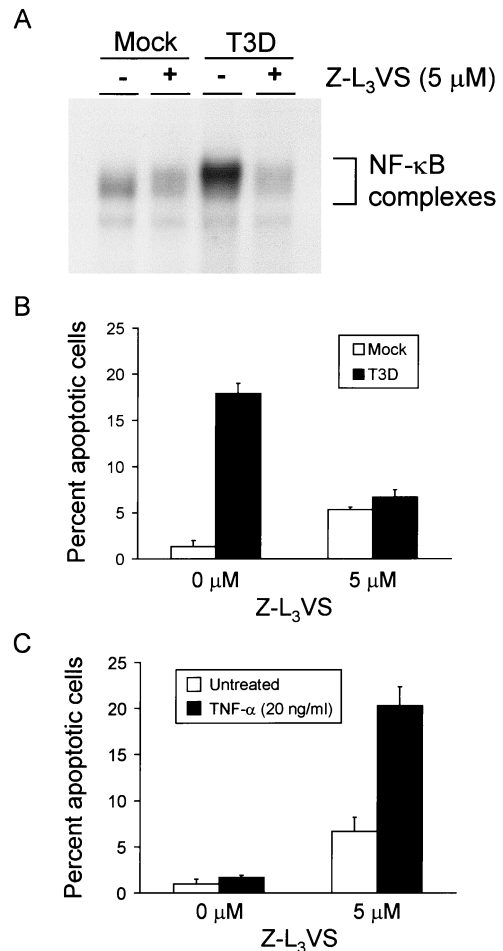 A
Mock T3D
- + - + Z-L₃VS (5 µM)
NF-κB
complexes
B
25
20
15
10
5
0
Percent apoptotic cells
Mock
T3D
0 µM 5 µM
Z-L₃VS
C
25
20
15
10
5
0
Percent apoptotic cells
Untreated
TNF-α (20 ng/ml)
0 µM 5 µM
Z-L₃VS